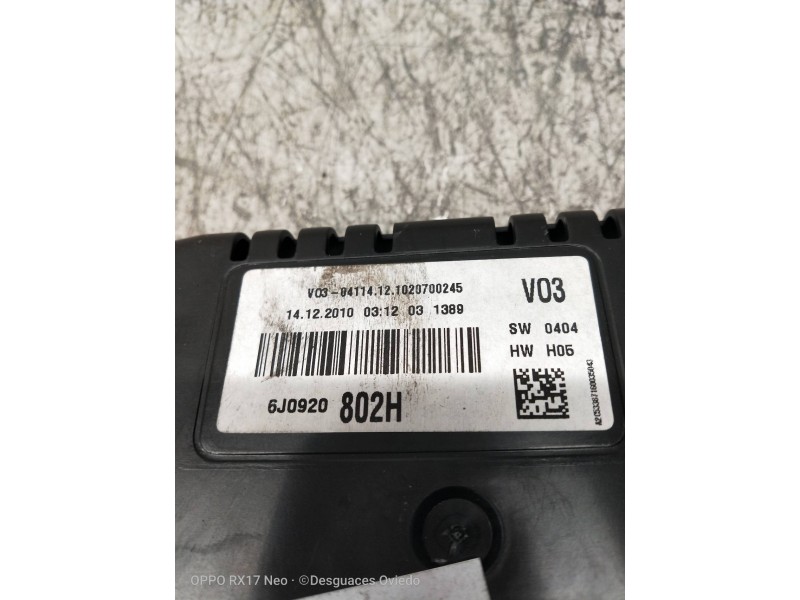 V03-04114.12.1020700245
14.12.2010 03:12 03 1389
6J0920 802H
V03
SW 0404
HW H05
A2C53367160035043
OPPO RX17 Neo · ©Desguaces Oviedo